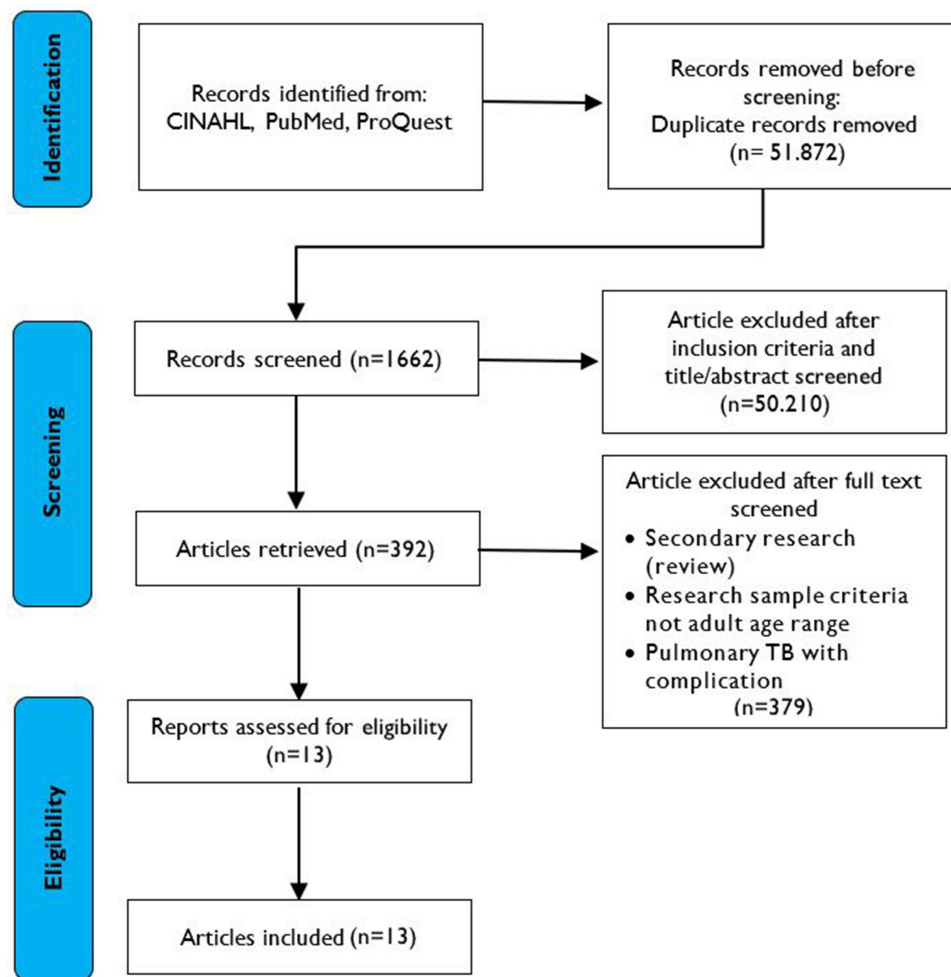 Identification
Records identified from:
CINAHL, PubMed, ProQuest
Records removed before
screening:
Duplicate records removed
(n= 51.872)
Screening
Records screened (n=1662)
Article excluded after
inclusion criteria and
title/abstract screened
(n=50.210)
Articles retrieved (n=392)
Article excluded after full text
screened
• Secondary research
(review)
• Research sample criteria
not adult age range
• Pulmonary TB with
complication
(n=379)
Eligibility
Reports assessed for eligibility
(n=13)
Articles included (n=13)